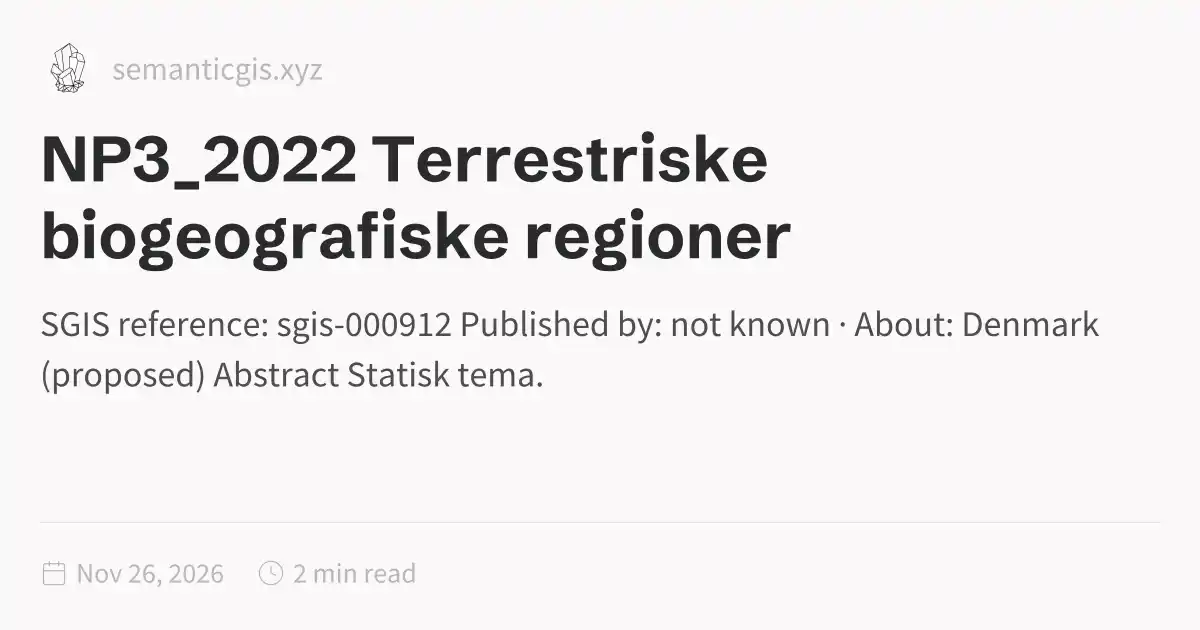 semanticgis.xyz
NP3_2022 Terrestriske
biogeografiske regioner
SGIS reference: sgis-000912 Published by: not known · About: Denmark
(proposed) Abstract Statisk tema.
Nov 26, 2026 2 min read